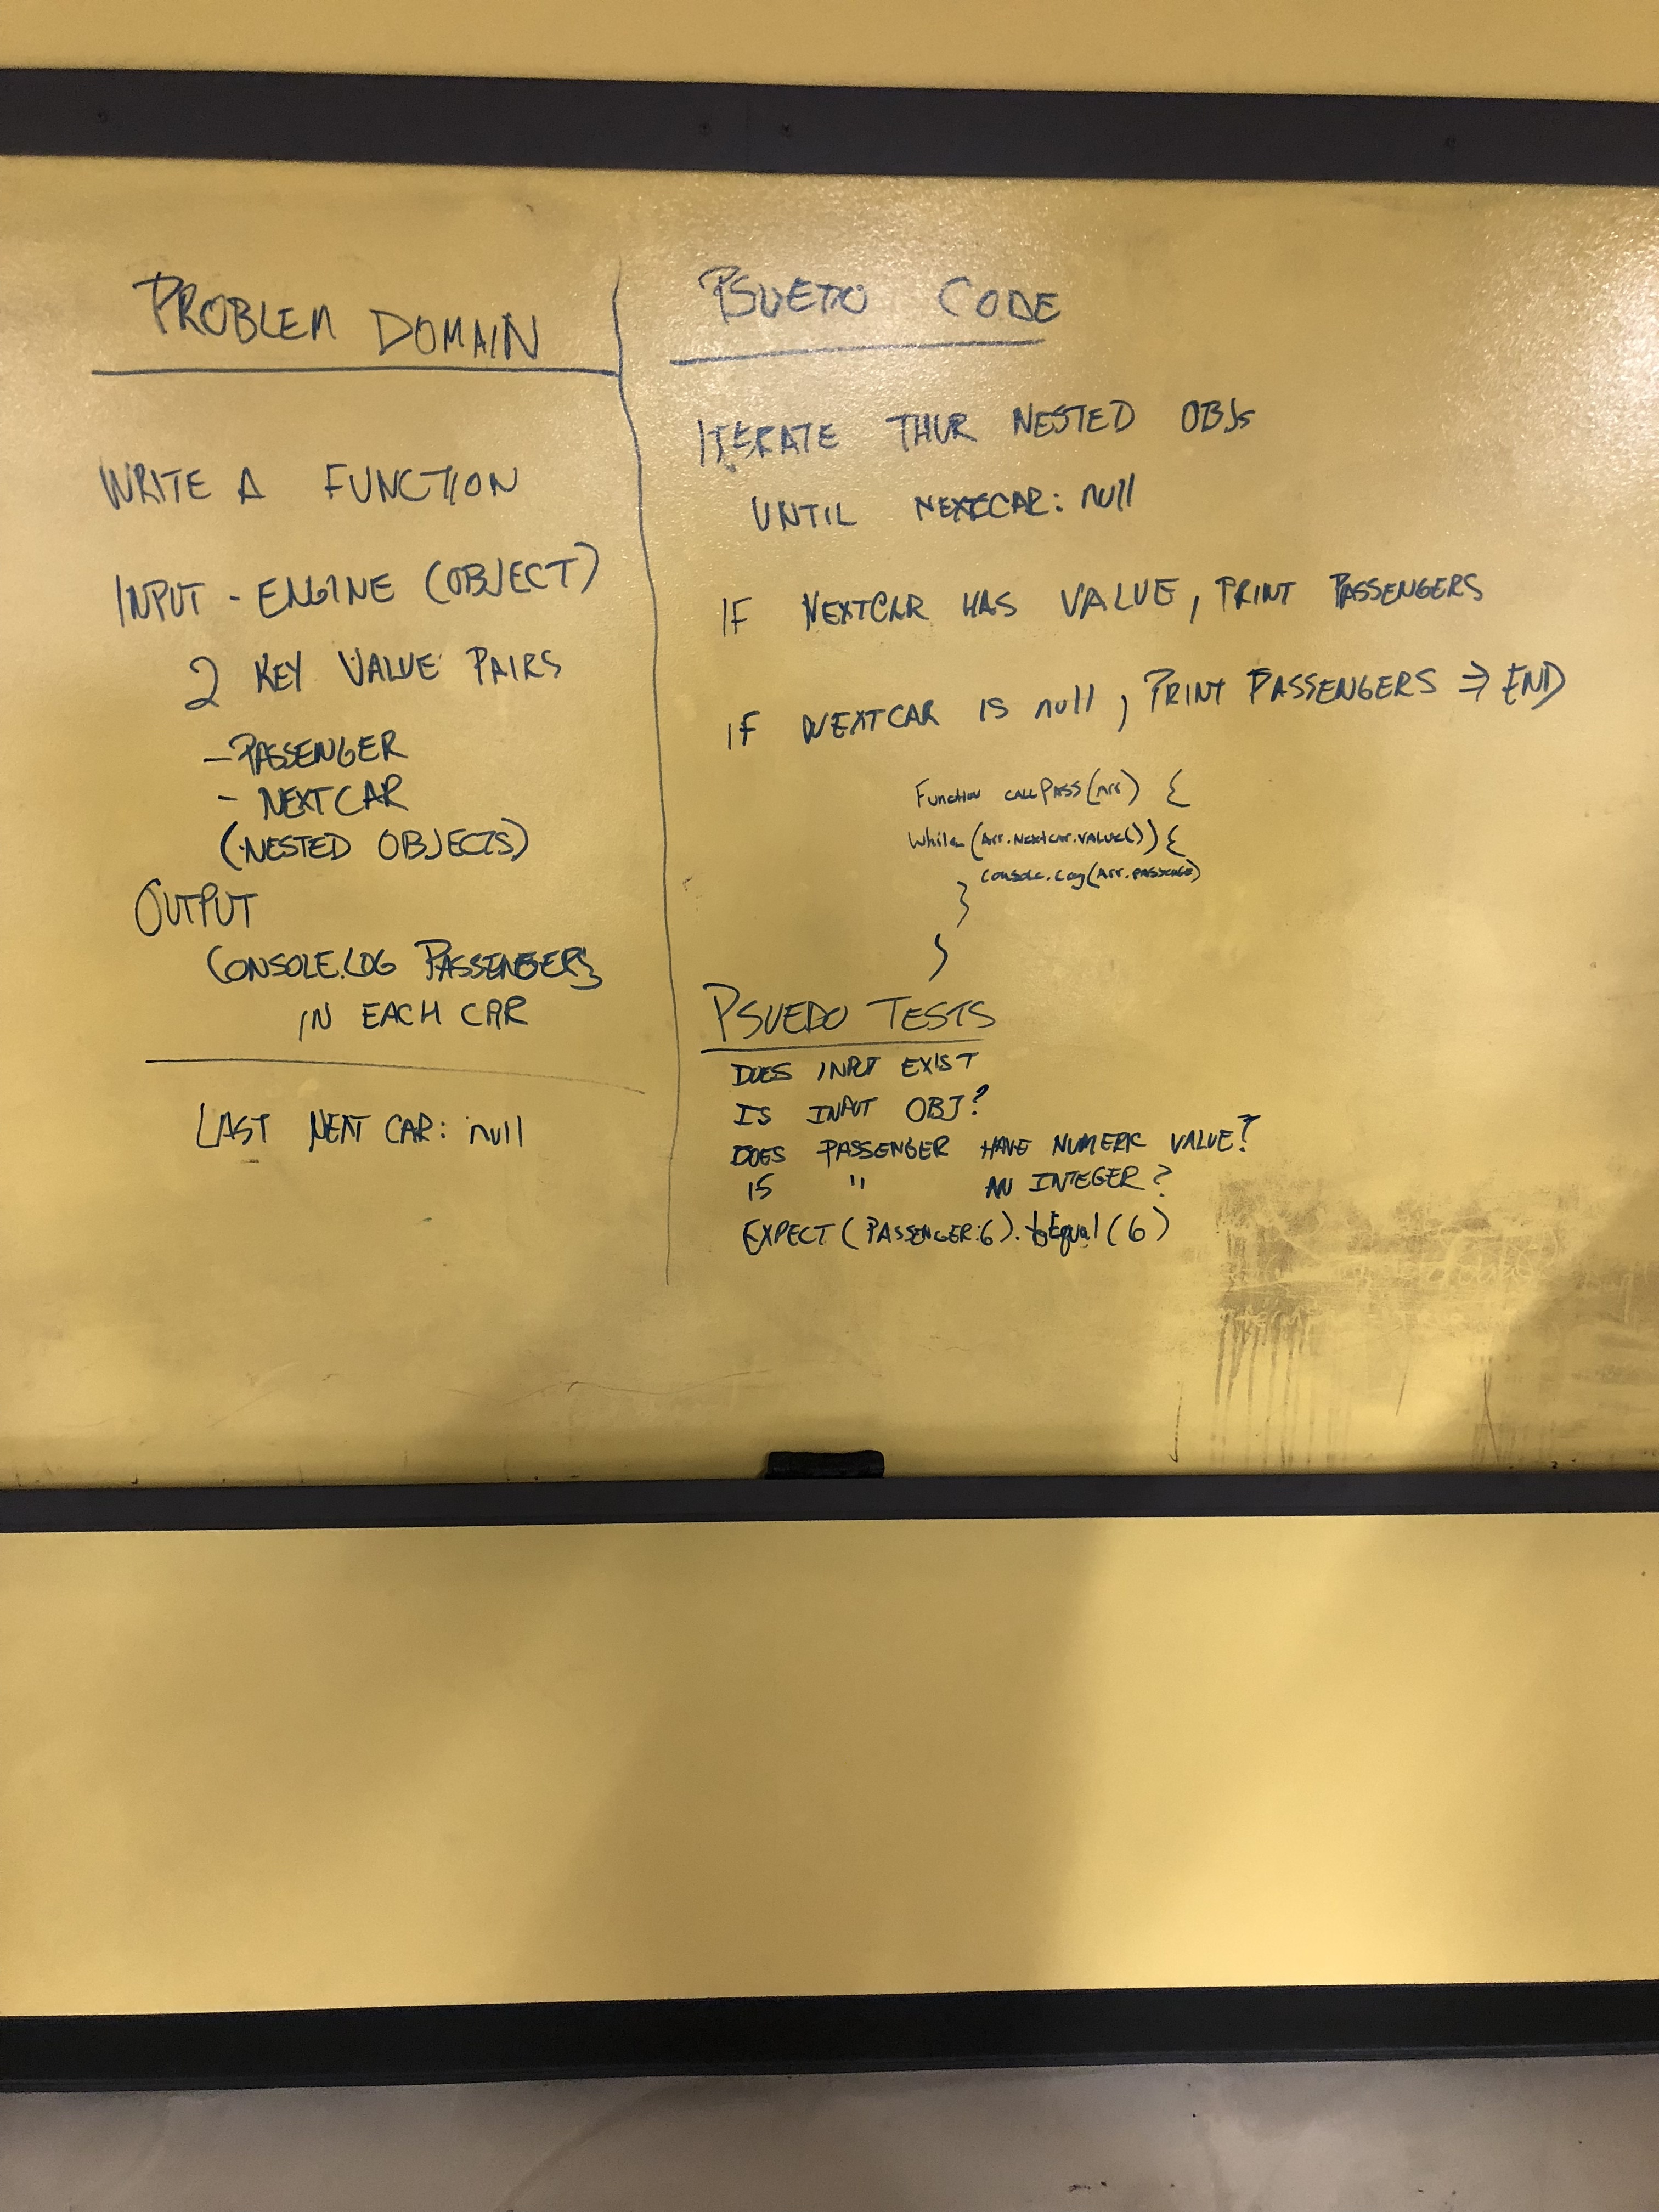 PROBLEM DOMAIN
WRITE A FUNCTION
INPUT - ENGINE (OBJECT)
2 KEY VALUE PAIRS
- PASSENGER
- NEXTCAR
(NESTED OBJECTS)
OUTPUT
CONSOLE.LOG PASSENGERS
IN EACH CAR
LAST NEXT CAR: null
PSUEDO CODE
ITERATE THUR NESTED OBJs
UNTIL NEXTCAR: null
IF NEXTCAR HAS VALUE, PRINT PASSENGERS
IF NEXTCAR IS null, PRINT PASSENGERS ⇒ END
Function CALLPASS(Arr) {
While (Arr.NextCar.VALUE()) {
Console.Log(Arr.PASSENGE)
}
}
PSUEDO TESTS
DOES INPUT EXIST
IS INPUT OBJ?
DOES PASSENGER HAVE NUMERIC VALUE?
IS " AN INTEGER?
EXPECT (PASSENGER:6).toEqual(6)